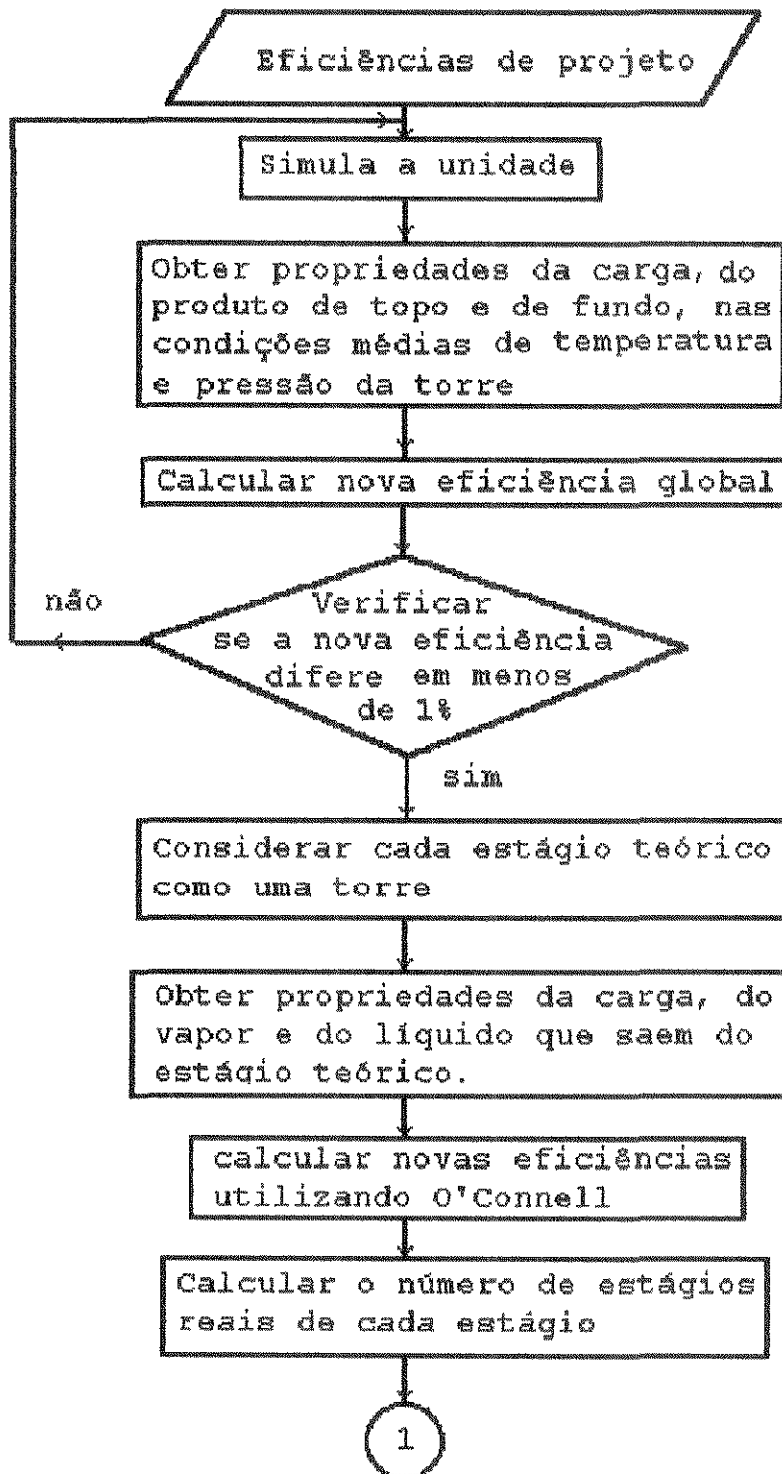 Eficiências de projeto
Simula a unidade
Obter propriedades da carga, do
produto de topo e de fundo, nas
condições médias de temperatura
e pressão da torre
Calcular nova eficiência global
não
Verificar
se a nova eficiência
difere em menos
de 1%
sim
Considerar cada estágio teórico
como uma torre
Obter propriedades da carga, do
vapor e do líquido que saem do
estágio teórico.
calcular novas eficiências
utilizando O'Connell
Calcular o número de estágios
reais de cada estágio
1